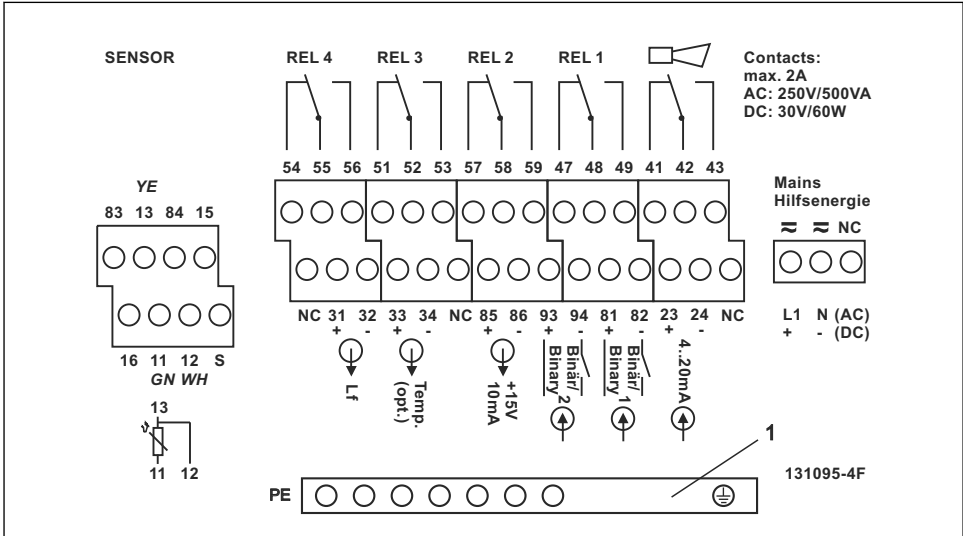 SENSOR
REL 4 REL 3 REL 2 REL 1
Contacts:
max. 2A
AC: 250V/500VA
DC: 30V/60W
54 55 56 51 52 53 57 58 59 47 48 49 41 42 43
YE
83 13 84 15
16 11 12 S
GN WH
13
11 12
Mains
Hilfsenergie
≂ ≂ NC
L1 N (AC)
+ - (DC)
NC 31 32 33 34 NC 85 86 93 94 81 82 23 24 NC
+ - + - + - + - + - + -
Lf
Temp.
(opt.)
+15V
10mA
Binär/
Binary 2
Binär/
Binary 1
4..20mA
1
131095-4F
PE